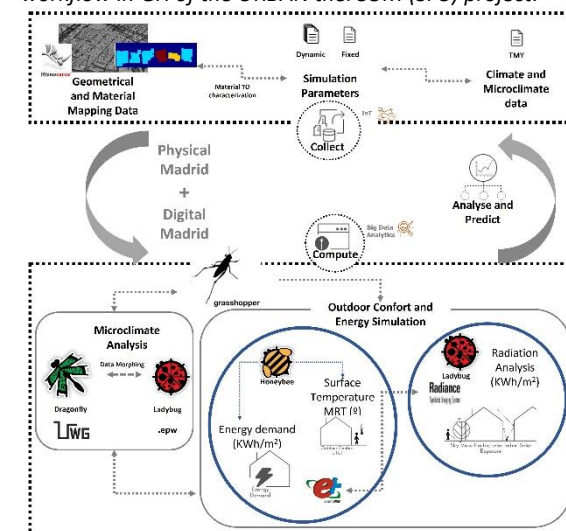 workflow in GH of the URBAN
Dynamic
Fixed
TMY
Geometrical
and Material
Mapping Data
Material TO
characterization
Simulation
Parameters
Climate and
Microclimate
data
IoT
Collect
Physical
Madrid
+
Digital
Madrid
Analyse and
Predict
Big Data
Analytics
Compute
grasshopper
Outdoor Confort and
Energy Simulation
Microclimate
Analysis
Data Morphing
Dragonfly
Ladybug
UWG
.epw
Honeybee
Surface
Temperature
MRT (º)
Energy demand
(KWh/m²)
Energy
Demand
Ladybug
Radiance
Radiation
Analysis
(KWh/m²)
Exposure